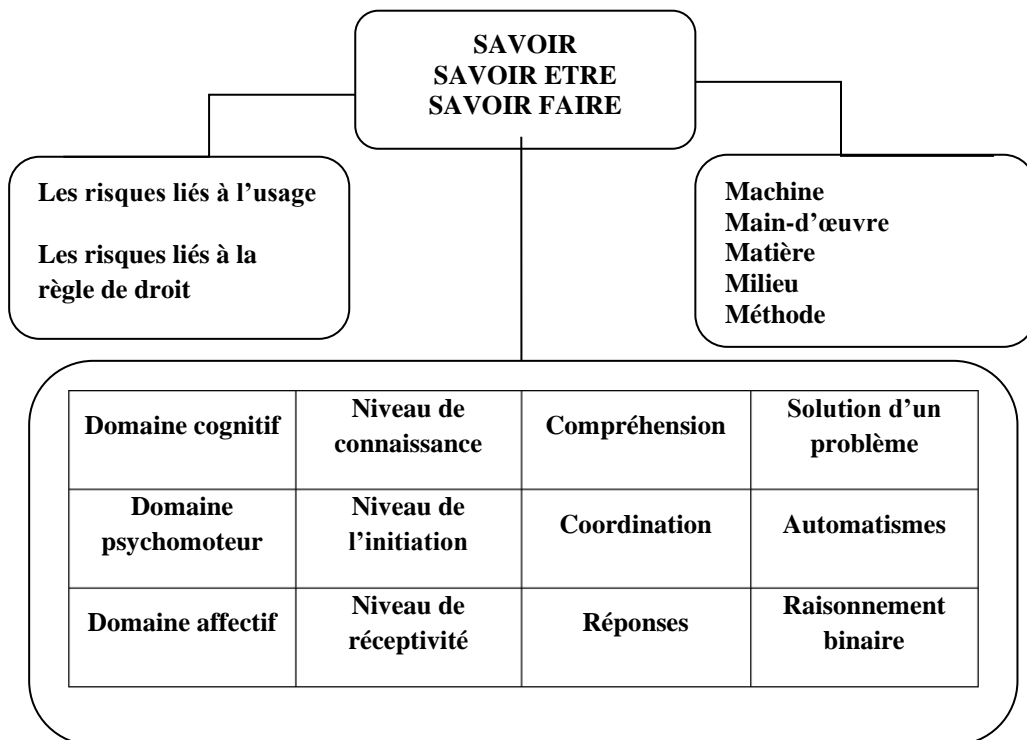 SAVOIR
SAVOIR ETRE
SAVOIR FAIRE
Les risques liés à l’usage
Les risques liés à la
règle de droit
Machine
Main-d’œuvre
Matière
Milieu
Méthode
Domaine cognitif
Niveau de
connaissance
Compréhension
Solution d’un
problème
Domaine
psychomoteur
Niveau de
l’initiation
Coordination
Automatismes
Domaine affectif
Niveau de
réceptivité
Réponses
Raisonnement
binaire